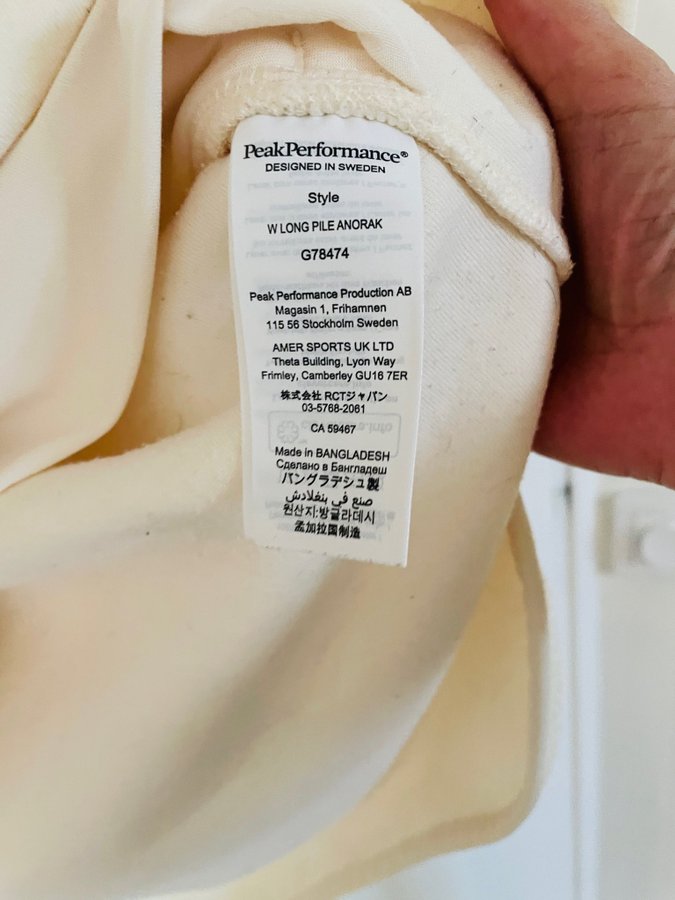 PeakPerformance®
DESIGNED IN SWEDEN
Style
W LONG PILE ANORAK
G78474
Peak Performance Production AB
Magasin 1, Frihamnen
115 56 Stockholm Sweden
AMER SPORTS UK LTD
Theta Building, Lyon Way
Frimley, Camberley GU16 7ER
株式会社 RCTジャパン
03-5768-2061
CA 59467
Made in BANGLADESH
Сделано в Бангладеш
バングラデシュ製
صنع في بنغلادش
원산지:방글라데시
孟加拉国制造